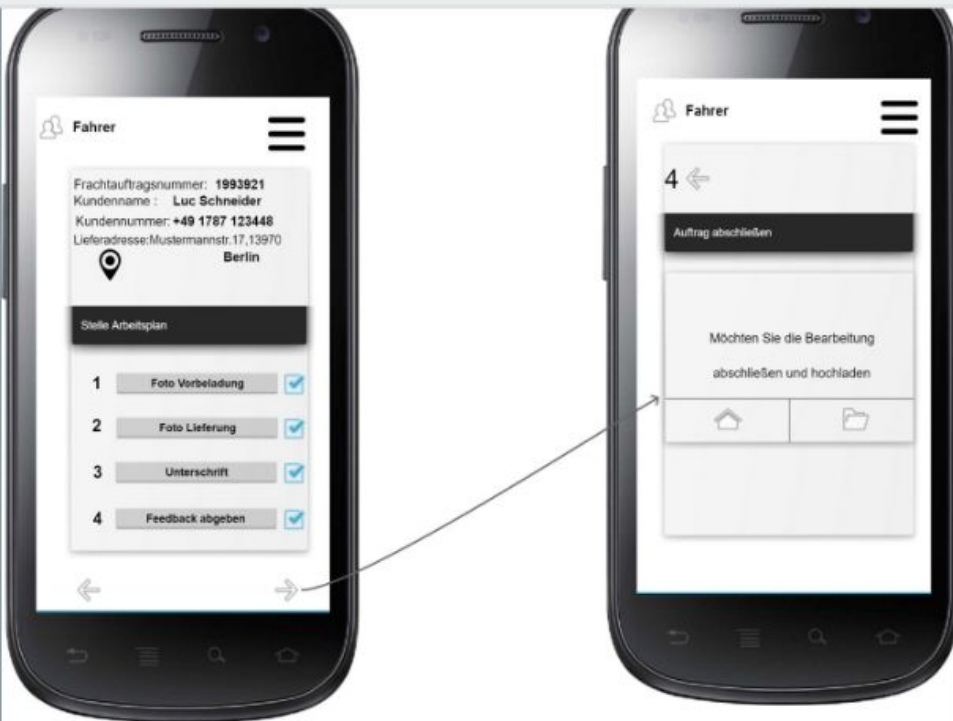 Fahrer
Frachtauftragsnummer: 1993921
Kundenname : Luc Schneider
Kundennummer: +49 1787 123448
Lieferadresse:Mustermannstr.17,13970
Berlin
Stelle Arbeitsplan
1 Foto Vorbeladung
2 Foto Lieferung
3 Unterschrift
4 Feedback abgeben
Fahrer
4
Auftrag abschließen
Möchten Sie die Bearbeitung
abschließen und hochladen